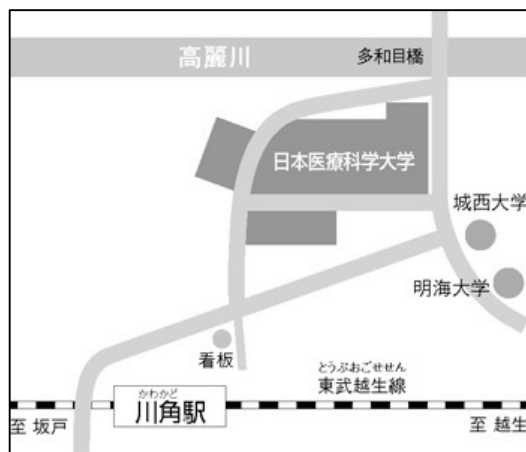 高麗川
多和目橋
日本医療科学大学
城西大学
明海大学
看板
とうぶおごせせん
東武越生線
かわかど
川角駅
至 坂戸
至 越生